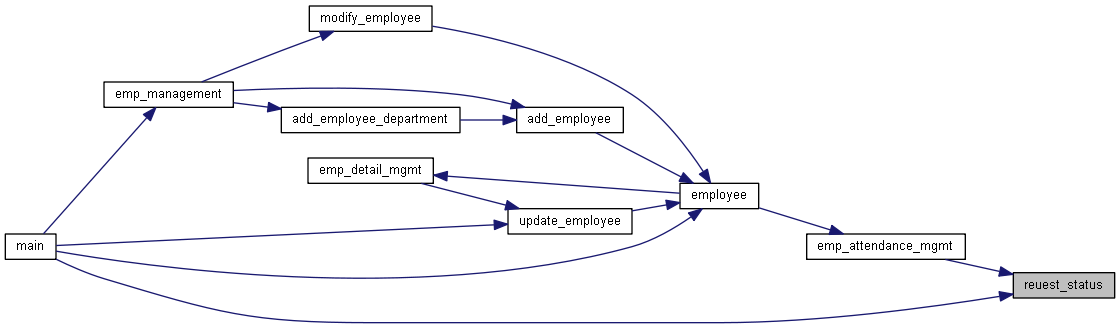 modify_employee
emp_management
add_employee_department
add_employee
emp_detail_mgmt
employee
update_employee
main
emp_attendance_mgmt
reuest_status